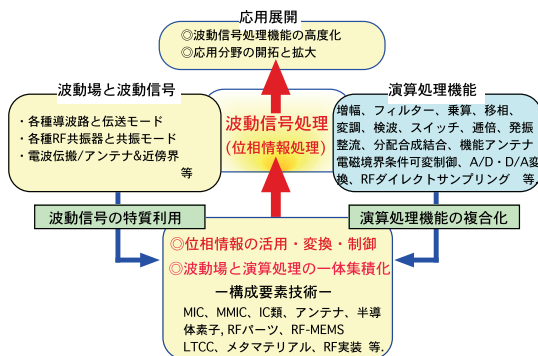 応用展開
◎波動信号処理機能の高度化
◎応用分野の開拓と拡大
波動場と波動信号
・各種導波路と伝送モード
・各種RF共振器と共振モード
・電波伝搬/アンテナ&近傍界
等
波動信号処理
(位相情報処理)
演算処理機能
増幅、フィルター、乗算、移相、
変調、検波、スイッチ、逓倍、発振
整流、分配合成結合、機能アンテナ
電磁境界条件可変制御、A/D・D/A変
換、RFダイレクトサンプリング 等.
波動信号の特質利用
演算処理機能の複合化
◎位相情報の活用・変換・制御
◎波動場と演算処理の一体集積化
ー構成要素技術ー
MIC、MMIC、IC類、アンテナ、半導
体素子, RFパーツ、RF-MEMS
LTCC、メタマテリアル、RF実装 等.